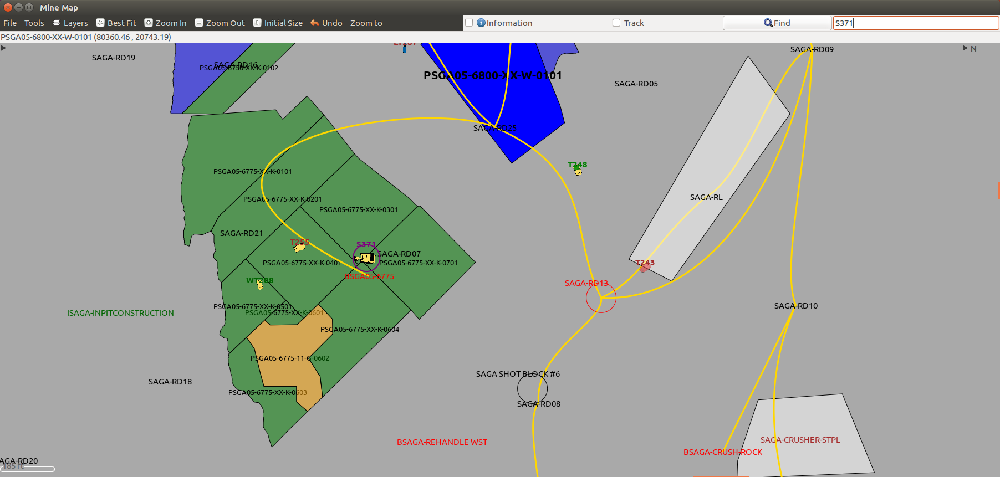 Mine Map
File Tools Layers Best Fit Zoom In Zoom Out Initial Size Undo Zoom to Information Track Find S371
PSGA05-6800-XX-W-0101 (80360.46 , 20743.19)
N
SAGA-RD19
SAGA-RD16
PSGA05-6750-XX-K-0102
LT207
SAGA-RD09
PSGA05-6800-XX-W-0101
SAGA-RD05
SAGA-RD25
T248
PSGA05-6775-XX-K-0101
PSGA05-6775-XX-K-0201
SAGA-RL
PSGA05-6775-XX-K-0301
SAGA-RD21
T255
S371
SAGA-RD07
PSGA05-6775-XX-K-0401
PSGA05-6775-XX-K-0701
T243
BSGA05-6775
WT208
SAGA-RD13
PSGA05-6775-XX-K-0501
SAGA-RD10
ISAGA-INPITCONSTRUCTION
PSGA05-6775-XX-K-0601
PSGA05-6775-XX-K-0604
PSGA05-6775-11-G-0602
SAGA SHOT BLOCK #6
SAGA-RD18
PSGA05-6775-XX-K-0603
SAGA-RD08
BSAGA-REHANDLE WST
SAGA-CRUSHER-STPL
BSAGA-CRUSH-ROCK
AGA-RD20
185 ft